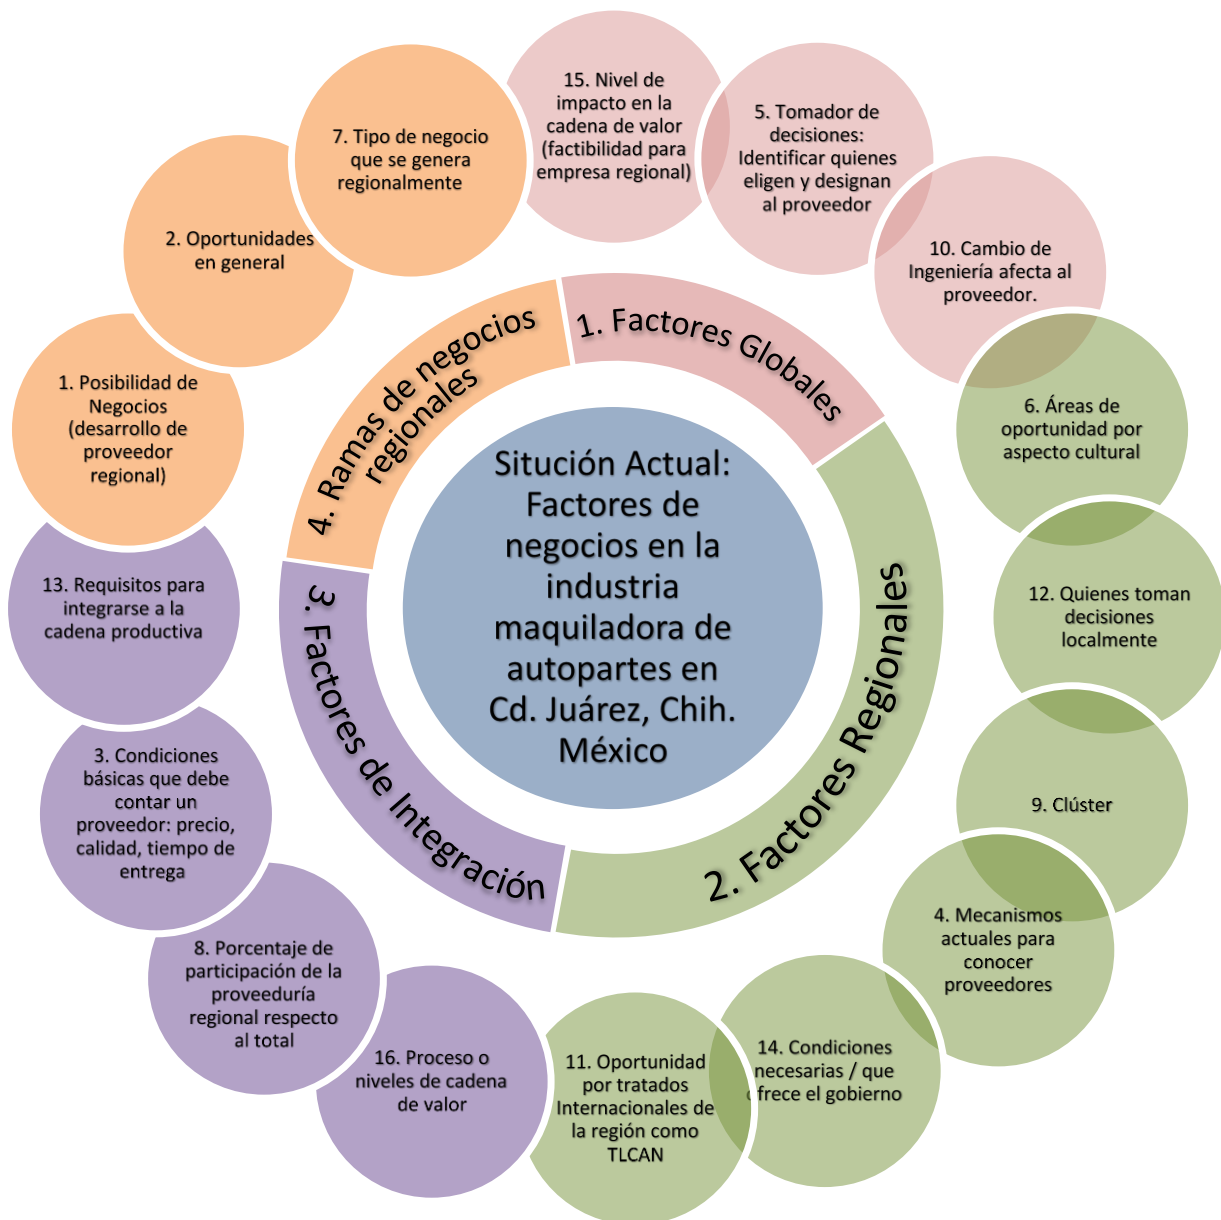 15. Nivel de
impacto en la
cadena de valor
(factibilidad para
empresa regional)
5. Tomador de
decisiones:
Identificar quienes
eligen y designan
al proveedor
10. Cambio de
Ingeniería afecta al
proveedor.
6. Áreas de
oportunidad por
aspecto cultural
12. Quienes toman
decisiones
localmente
9. Clúster
4. Mecanismos
actuales para
conocer
proveedores
14. Condiciones
necesarias / que
ofrece el gobierno
11. Oportunidad
por tratados
Internacionales de
la región como
TLCAN
16. Proceso o
niveles de cadena
de valor
8. Porcentaje de
participación de la
proveeduría
regional respecto
al total
3. Condiciones
básicas que debe
contar un
proveedor: precio,
calidad, tiempo de
entrega
13. Requisitos para
integrarse a la
cadena productiva
1. Posibilidad de
Negocios
(desarrollo de
proveedor
regional)
2. Oportunidades
en general
7. Tipo de negocio
que se genera
regionalmente
1. Factores Globales
2. Factores Regionales
3. Factores de Integración
4. Ramas de negocios
regionales
Situción Actual:
Factores de
negocios en la
industria
maquiladora de
autopartes en
Cd. Juárez, Chih.
México